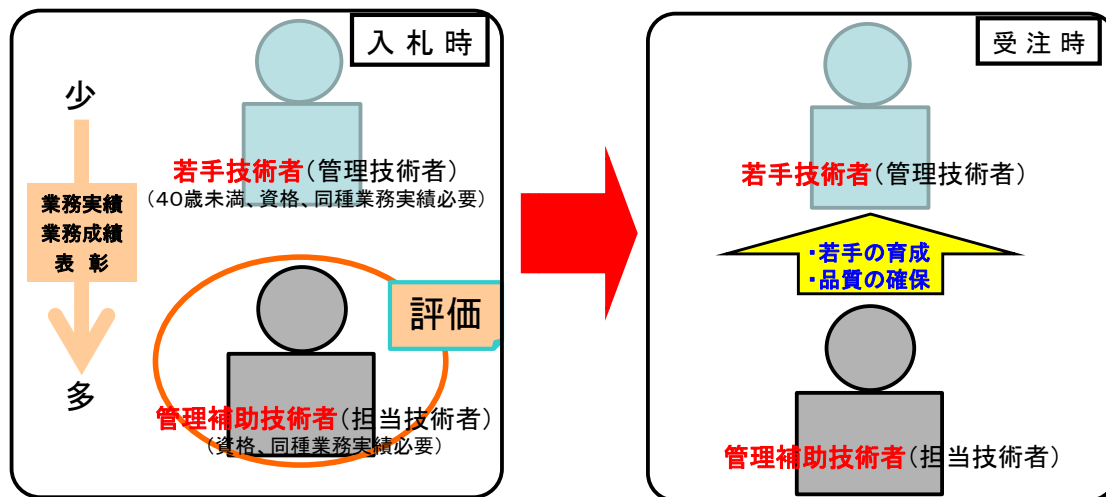 入札時
少
若手技術者(管理技術者)
(40歳未満、資格、同種業務実績必要)
業務実績
業務成績
表 彰
評価
多
管理補助技術者(担当技術者)
(資格、同種業務実績必要)
受注時
若手技術者(管理技術者)
・若手の育成
・品質の確保
管理補助技術者(担当技術者)